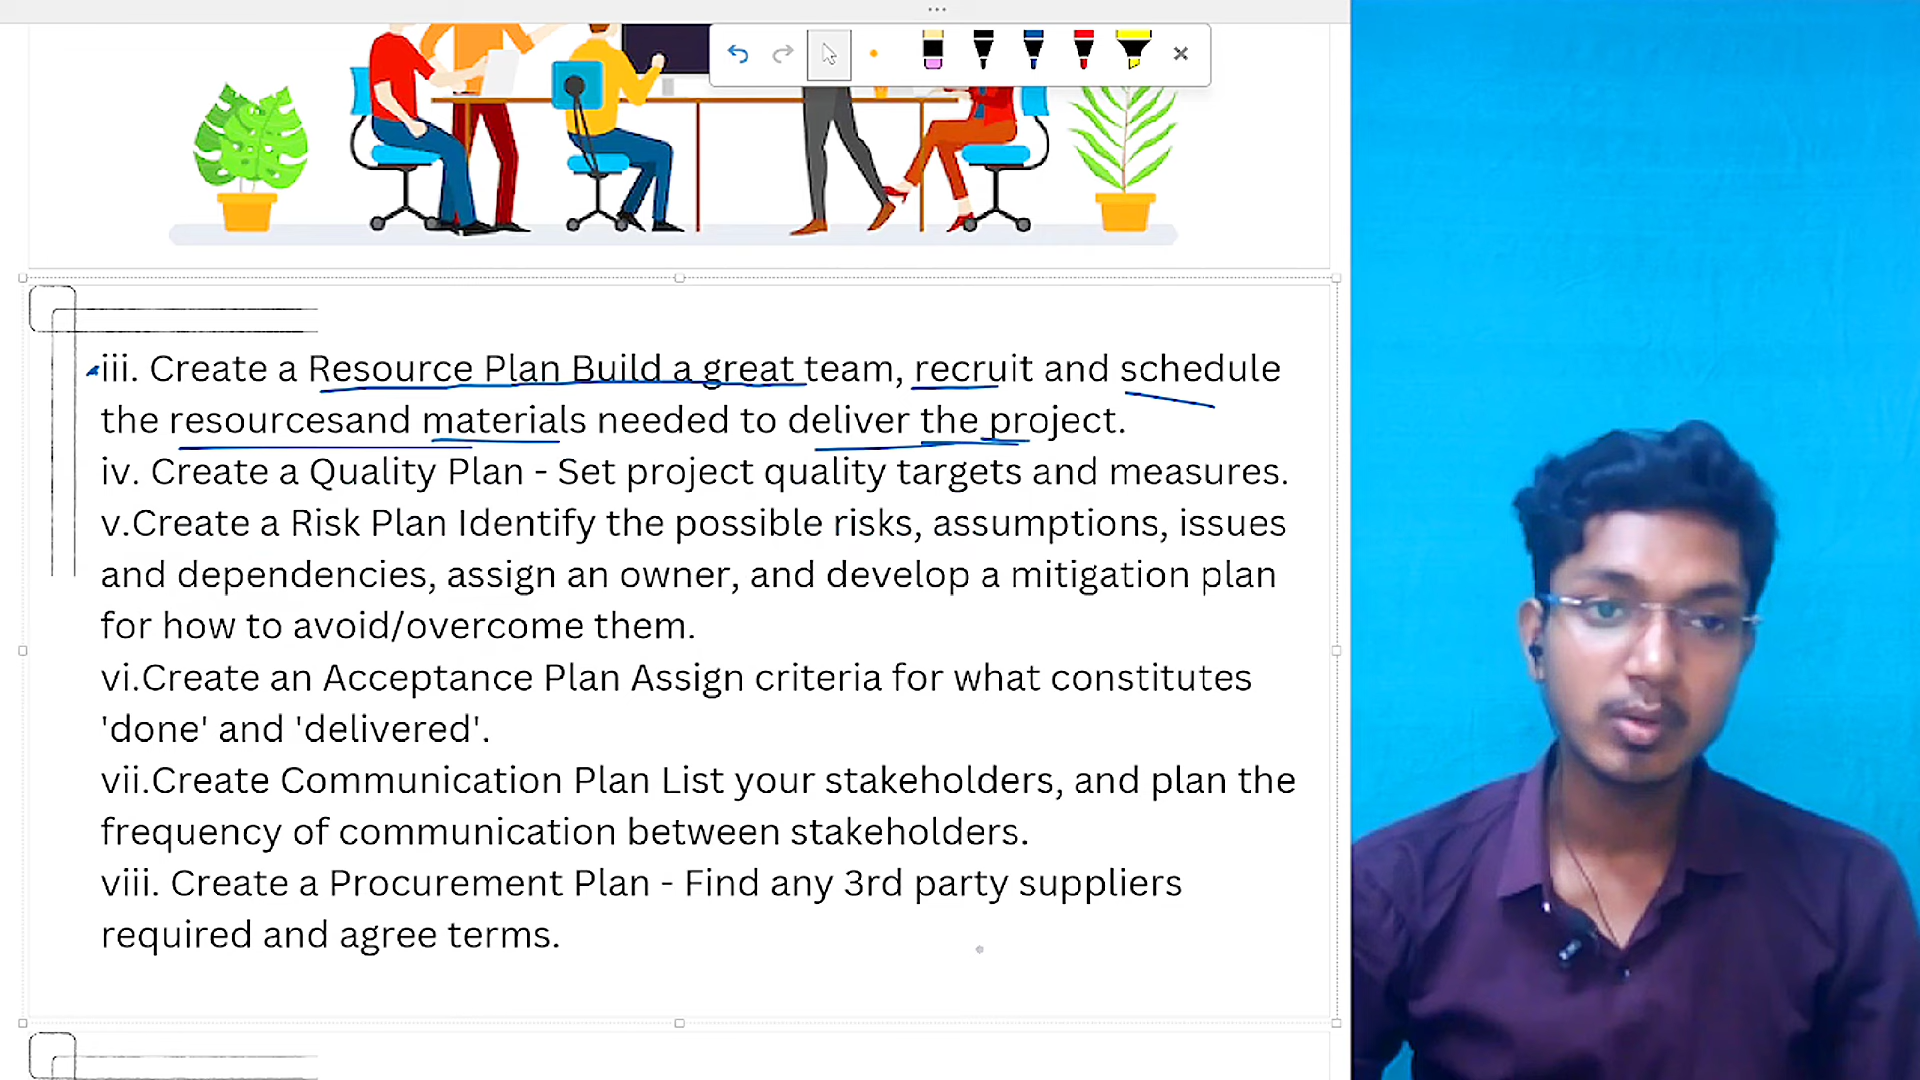 iii. Create a Resource Plan Build a great team, recruit and schedule
the resourcesand materials needed to deliver the project.
iv. Create a Quality Plan - Set project quality targets and measures.
v.Create a Risk Plan Identify the possible risks, assumptions, issues
and dependencies, assign an owner, and develop a mitigation plan
for how to avoid/overcome them.
vi.Create an Acceptance Plan Assign criteria for what constitutes
'done' and 'delivered'.
vii.Create Communication Plan List your stakeholders, and plan the
frequency of communication between stakeholders.
viii. Create a Procurement Plan - Find any 3rd party suppliers
required and agree terms.